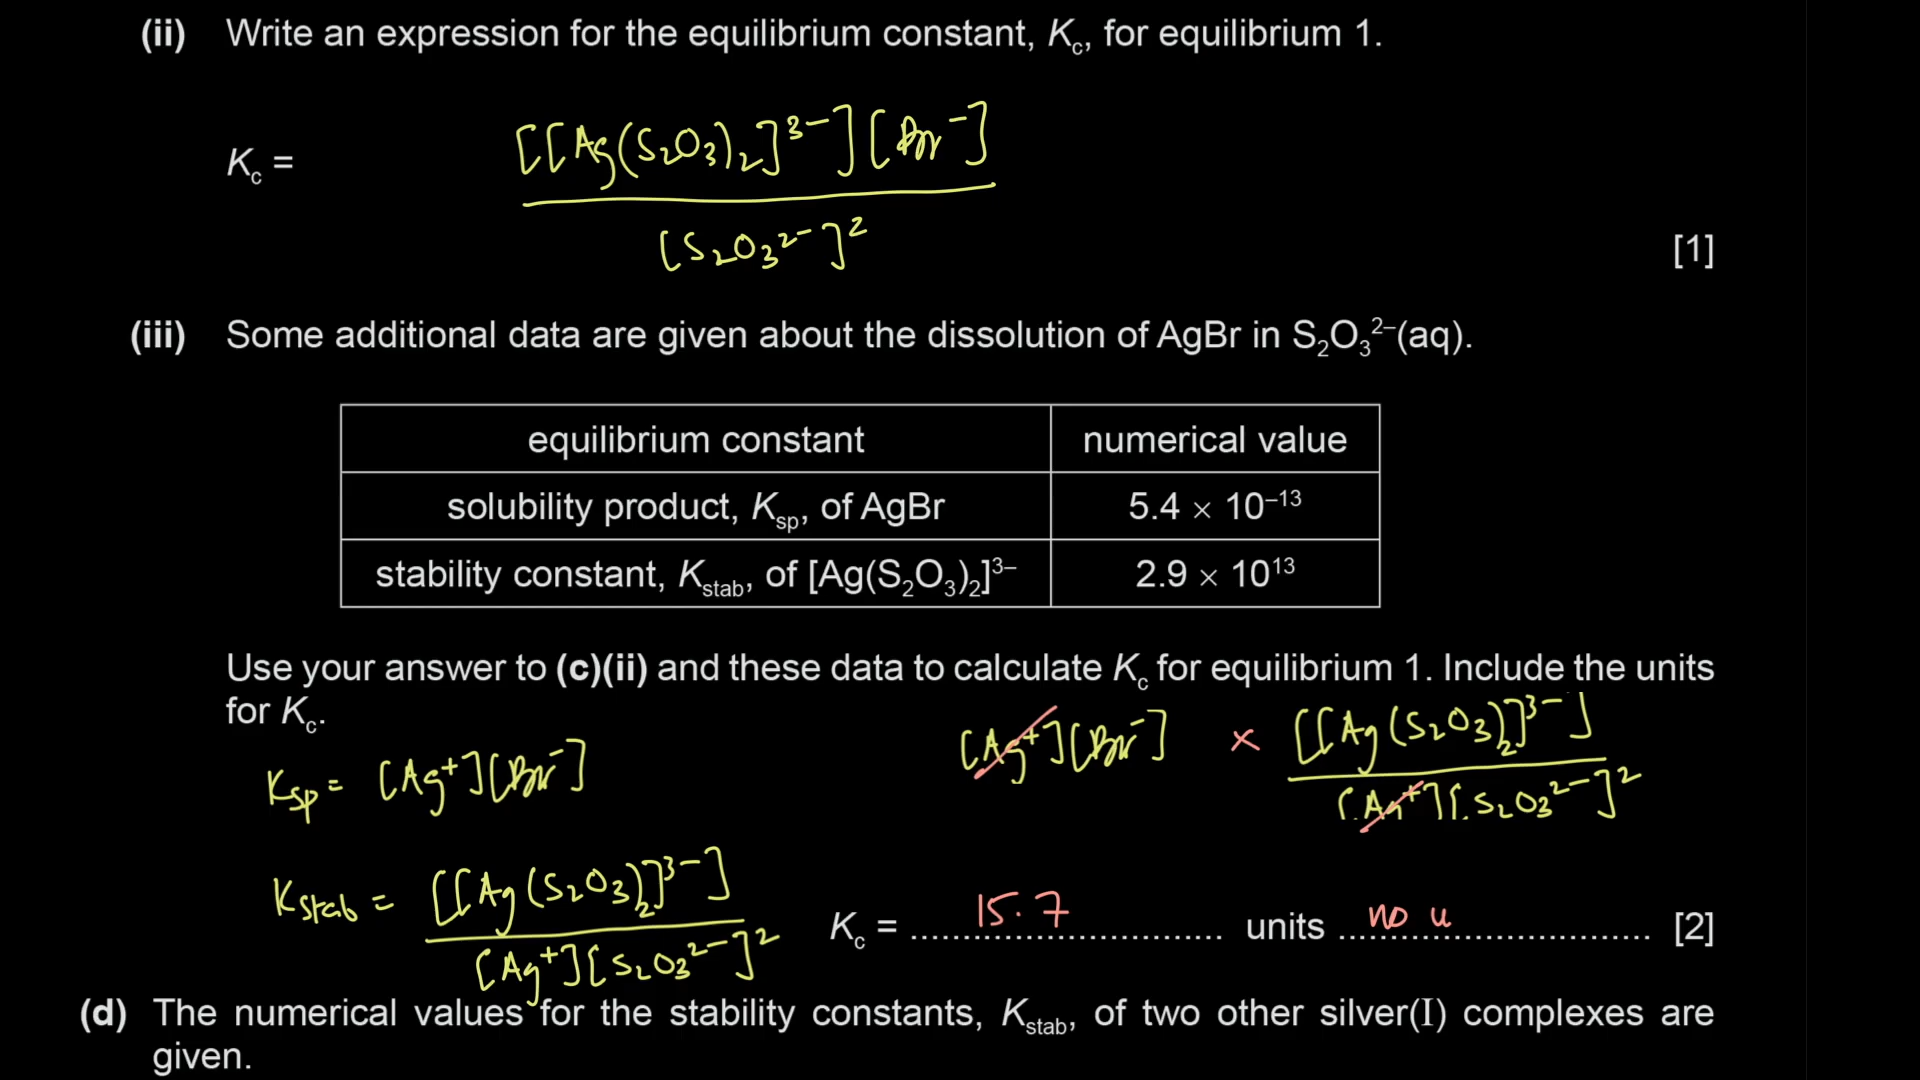 (ii) Write an expression for the equilibrium constant, Kc, for equilibrium 1.
[[Ag(S₂O₃)₂]³⁻][Br⁻]
Kc =
[S₂O₃²⁻]²
[1]
(iii) Some additional data are given about the dissolution of AgBr in S₂O₃²⁻(aq).
equilibrium constant numerical value
solubility product, Ksp, of AgBr 5.4 × 10⁻¹³
stability constant, Kstab, of [Ag(S₂O₃)₂]³⁻ 2.9 × 10¹³
Use your answer to (c)(ii) and these data to calculate Kc for equilibrium 1. Include the units
for Kc.
[Ag⁺][Br⁻] × [[Ag(S₂O₃)₂]³⁻]
[Ag⁺][S₂O₃²⁻]²
Ksp = [Ag⁺][Br⁻]
Kstab = [[Ag(S₂O₃)₂]³⁻]
[Ag⁺][S₂O₃²⁻]²
Kc = 15.7 units no u [2]
(d) The numerical values for the stability constants, Kstab, of two other silver(I) complexes are
given.